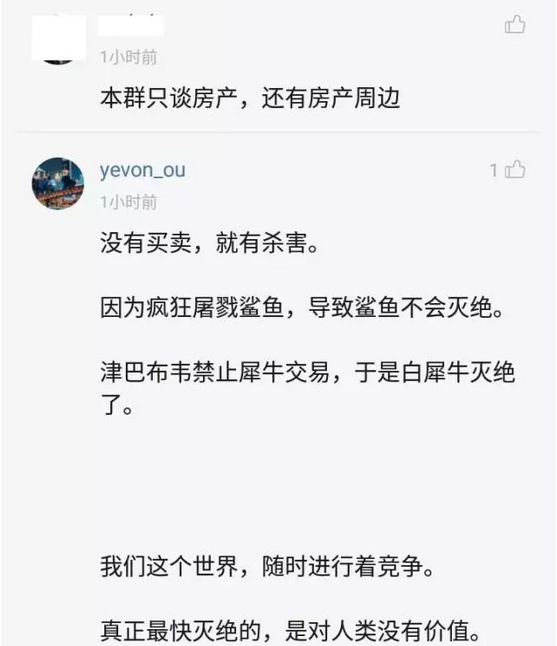 1小时前
本群只谈房产，还有房产周边
yevon_ou
1
1小时前
没有买卖，就有杀害。
因为疯狂屠戮鲨鱼，导致鲨鱼不会灭绝。
津巴布韦禁止犀牛交易，于是白犀牛灭绝
了。
我们这个世界，随时进行着竞争。
真正最快灭绝的，是对人类没有价值。